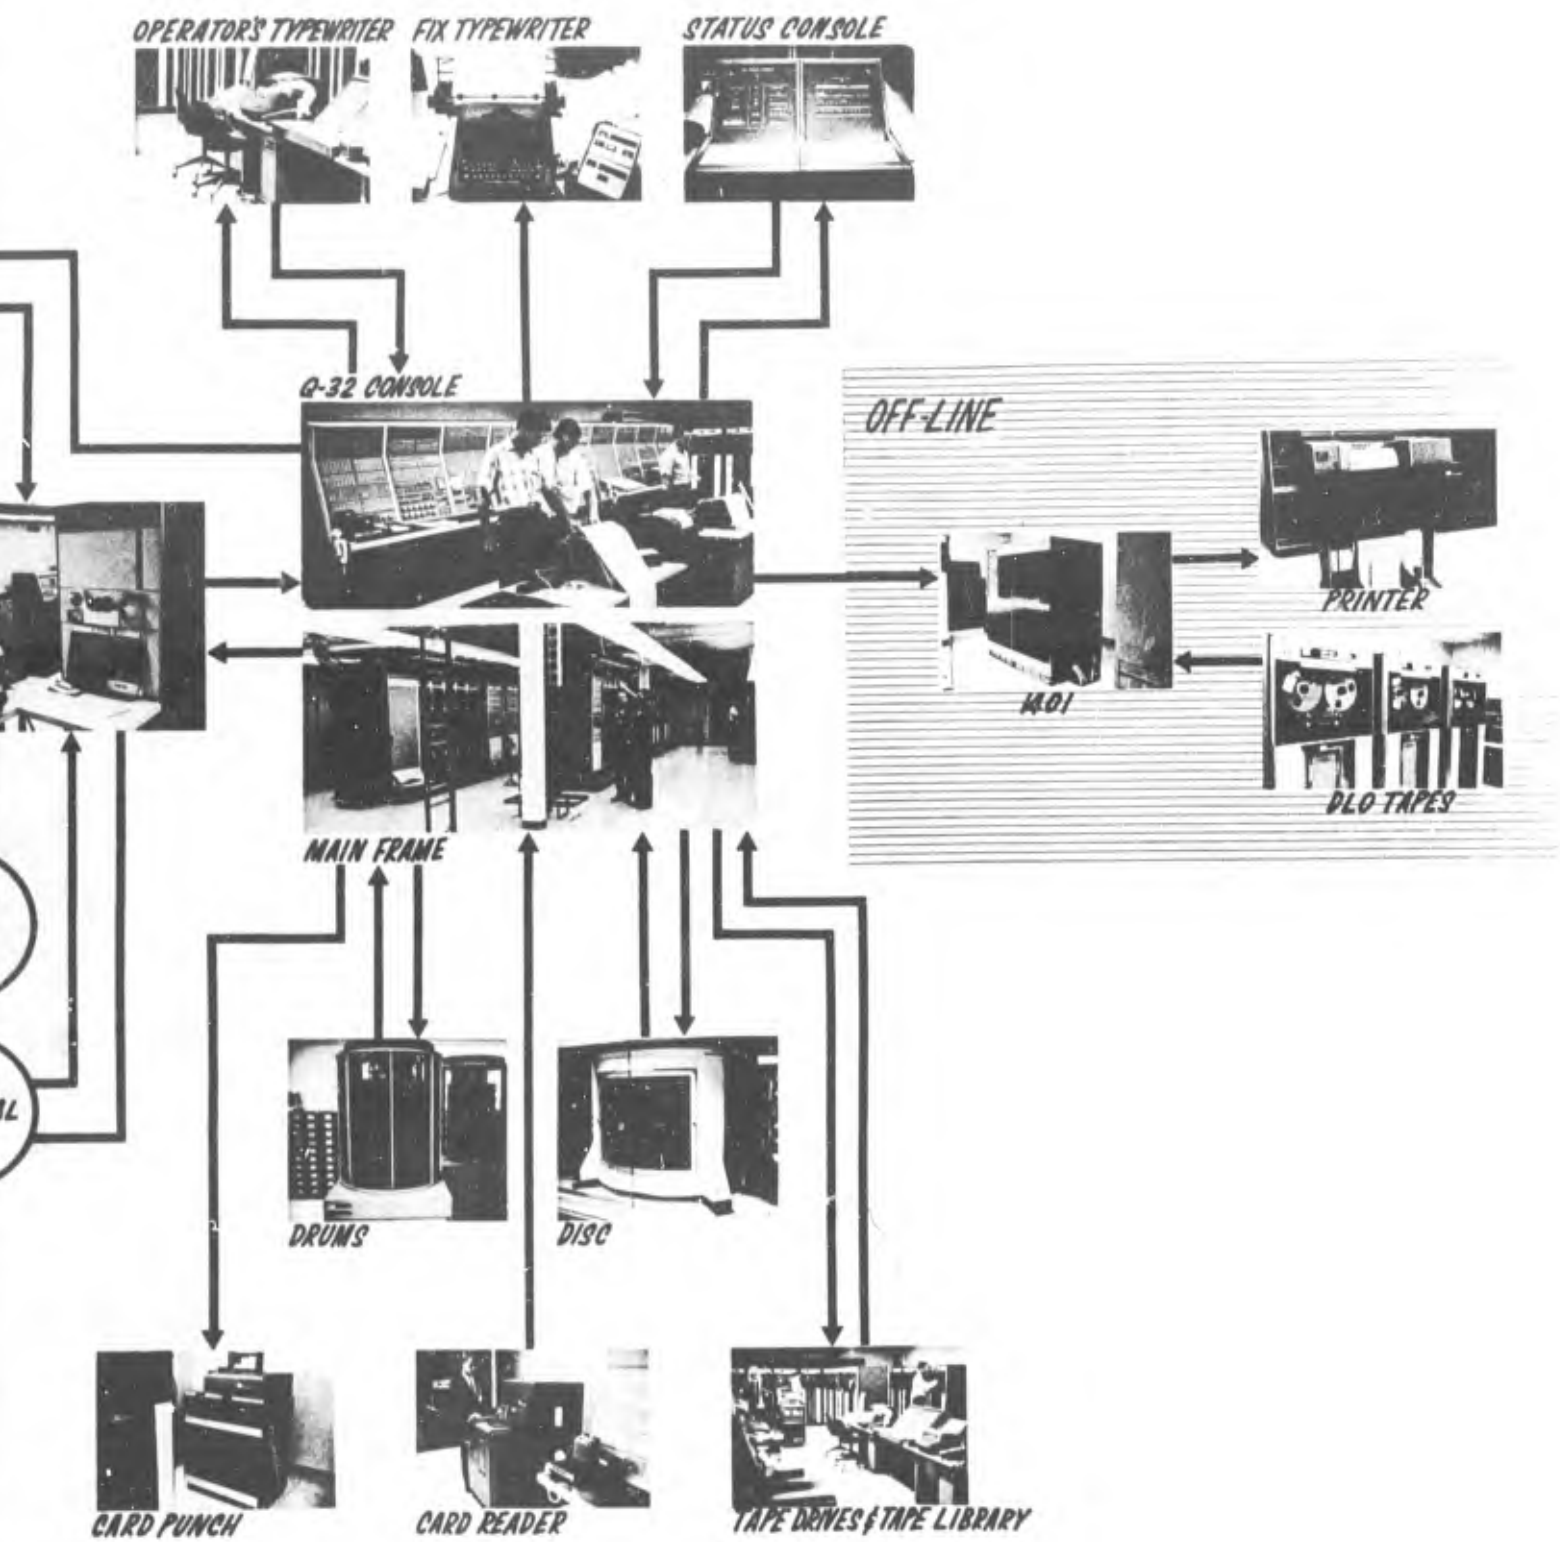 OPERATOR'S TYPEWRITER
FIX TYPEWRITER
STATUS CONSOLE
Q-32 CONSOLE
OFF-LINE
PRINTER
1401
DLO TAPES
MAIN FRAME
AL
DRUMS
DISC
CARD PUNCH
CARD READER
TAPE DRIVES & TAPE LIBRARY